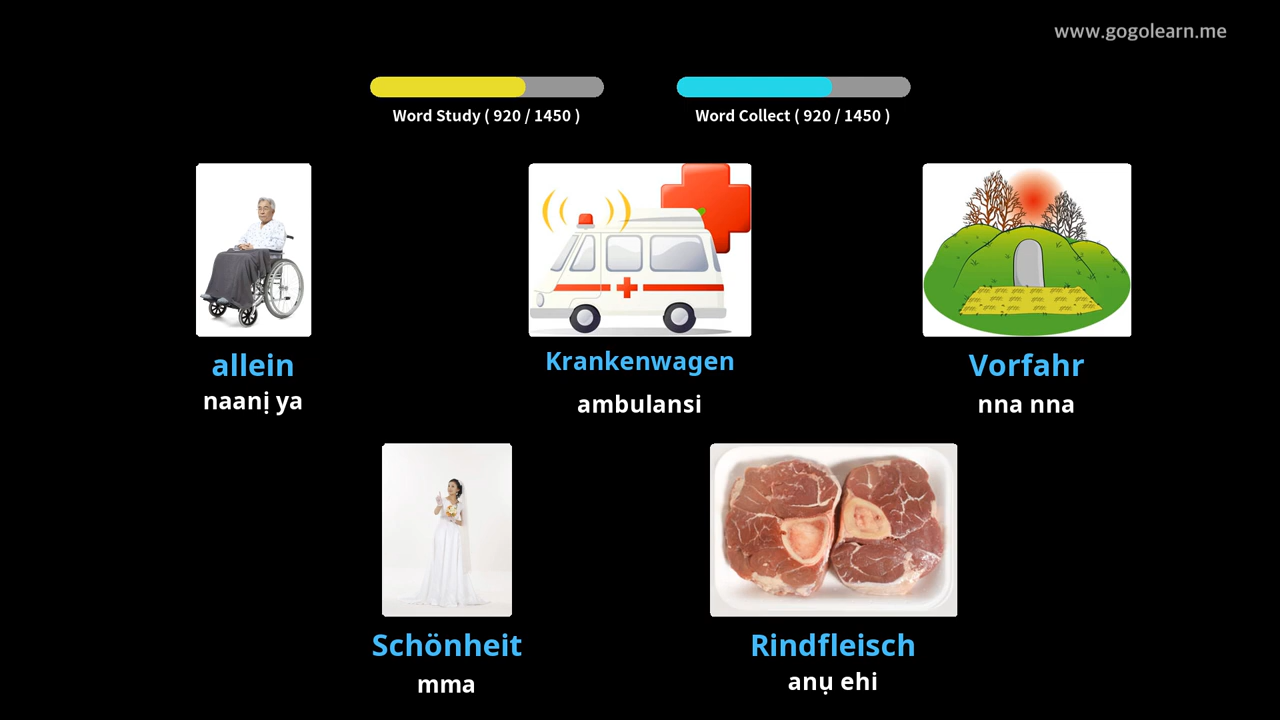 www.gogolearn.me
Word Study ( 920 / 1450 )
Word Collect ( 920 / 1450 )
allein
naanị ya
Krankenwagen
ambulansi
Vorfahr
nna nna
Schönheit
mma
Rindfleisch
anụ ehi